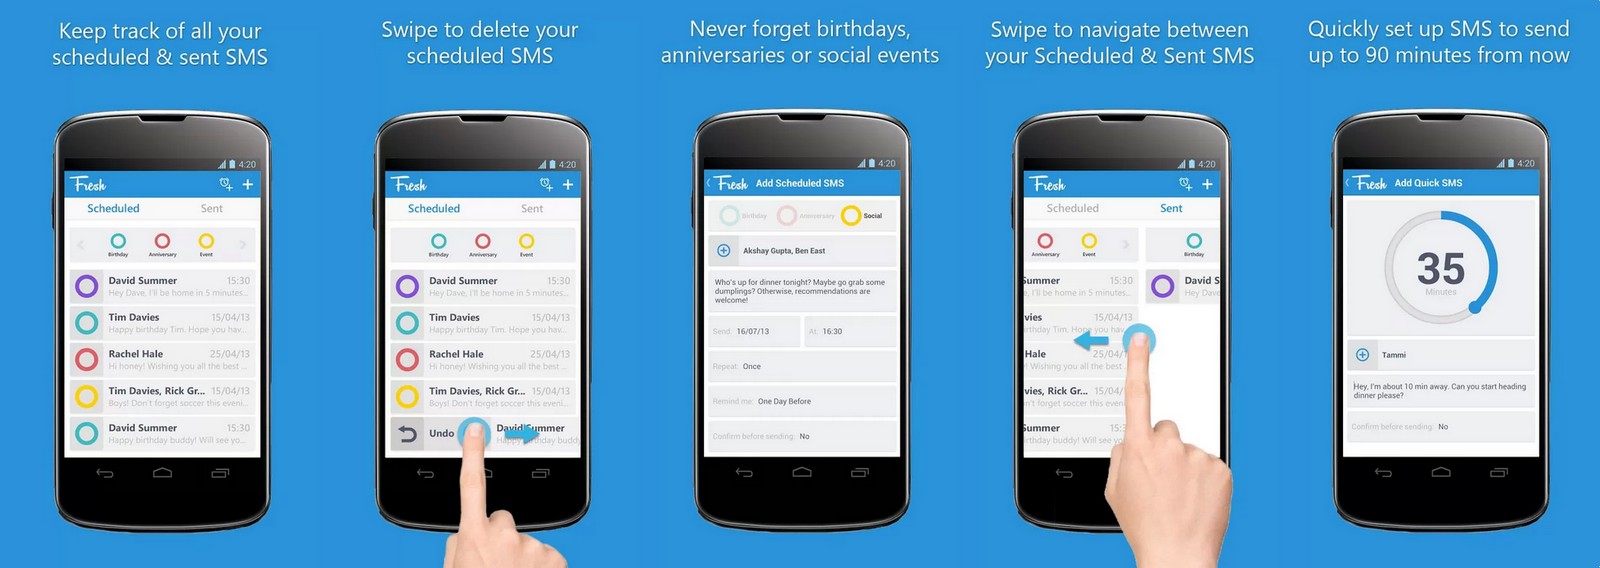 Keep track of all your
scheduled & sent SMS
4:20
Fresh
Scheduled Sent
Birthday Anniversary Event
David Summer 15:30
Hey Dave, I'll be home in 5 minutes...
Tim Davies 15/04/13
Happy birthday Tim. Hope you hav...
Rachel Hale 25/04/13
Hi honey! Wishing you all the best ...
Tim Davies, Rick Gr... 15/04/13
Boys! Don't forget soccer this eveni...
David Summer 15:30
Happy birthday buddy! Will see yo...
Swipe to delete your
scheduled SMS
4:20
Fresh
Scheduled Sent
Birthday Anniversary Event
David Summer 15:30
Hey Dave, I'll be home in 5 minutes...
Tim Davies 15/04/13
Happy birthday Tim. Hope you hav...
Rachel Hale 25/04/13
Hi honey! Wishing you all the best ...
Tim Davies, Rick Gr... 15/04/13
Boys! Don't forget soccer this eveni...
Undo David Summer
Happy birthday buddy
Never forget birthdays,
anniversaries or social events
4:20
Fresh Add Scheduled SMS
Birthday Anniversary Social
Akshay Gupta, Ben East
Who's up for dinner tonight? Maybe go grab some
dumplings? Otherwise, recommendations are
welcome!
Send: 16/07/13 At: 16:30
Repeat: Once
Remind me: One Day Before
Confirm before sending: No
Swipe to navigate between
your Scheduled & Sent SMS
4:20
Fresh
Scheduled Sent
Anniversary Event Birthday
Summer 15:30 David S
Dave, I'll be home in 5 minutes... Hey Dave
vies 15/04/13
rthday Tim. Hope you hav
Hale 25/04/1
! Wishing you all the best
avies, Rick Gr... 15/04
't forget soccer this eveni
Summer 15:30
rthday buddy! Will see yo
Quickly set up SMS to send
up to 90 minutes from now
4:20
Fresh Add Quick SMS
35
Minutes
Tammi
Hey, I'm about 10 min away. Can you start heading
dinner please?
Confirm before sending: No